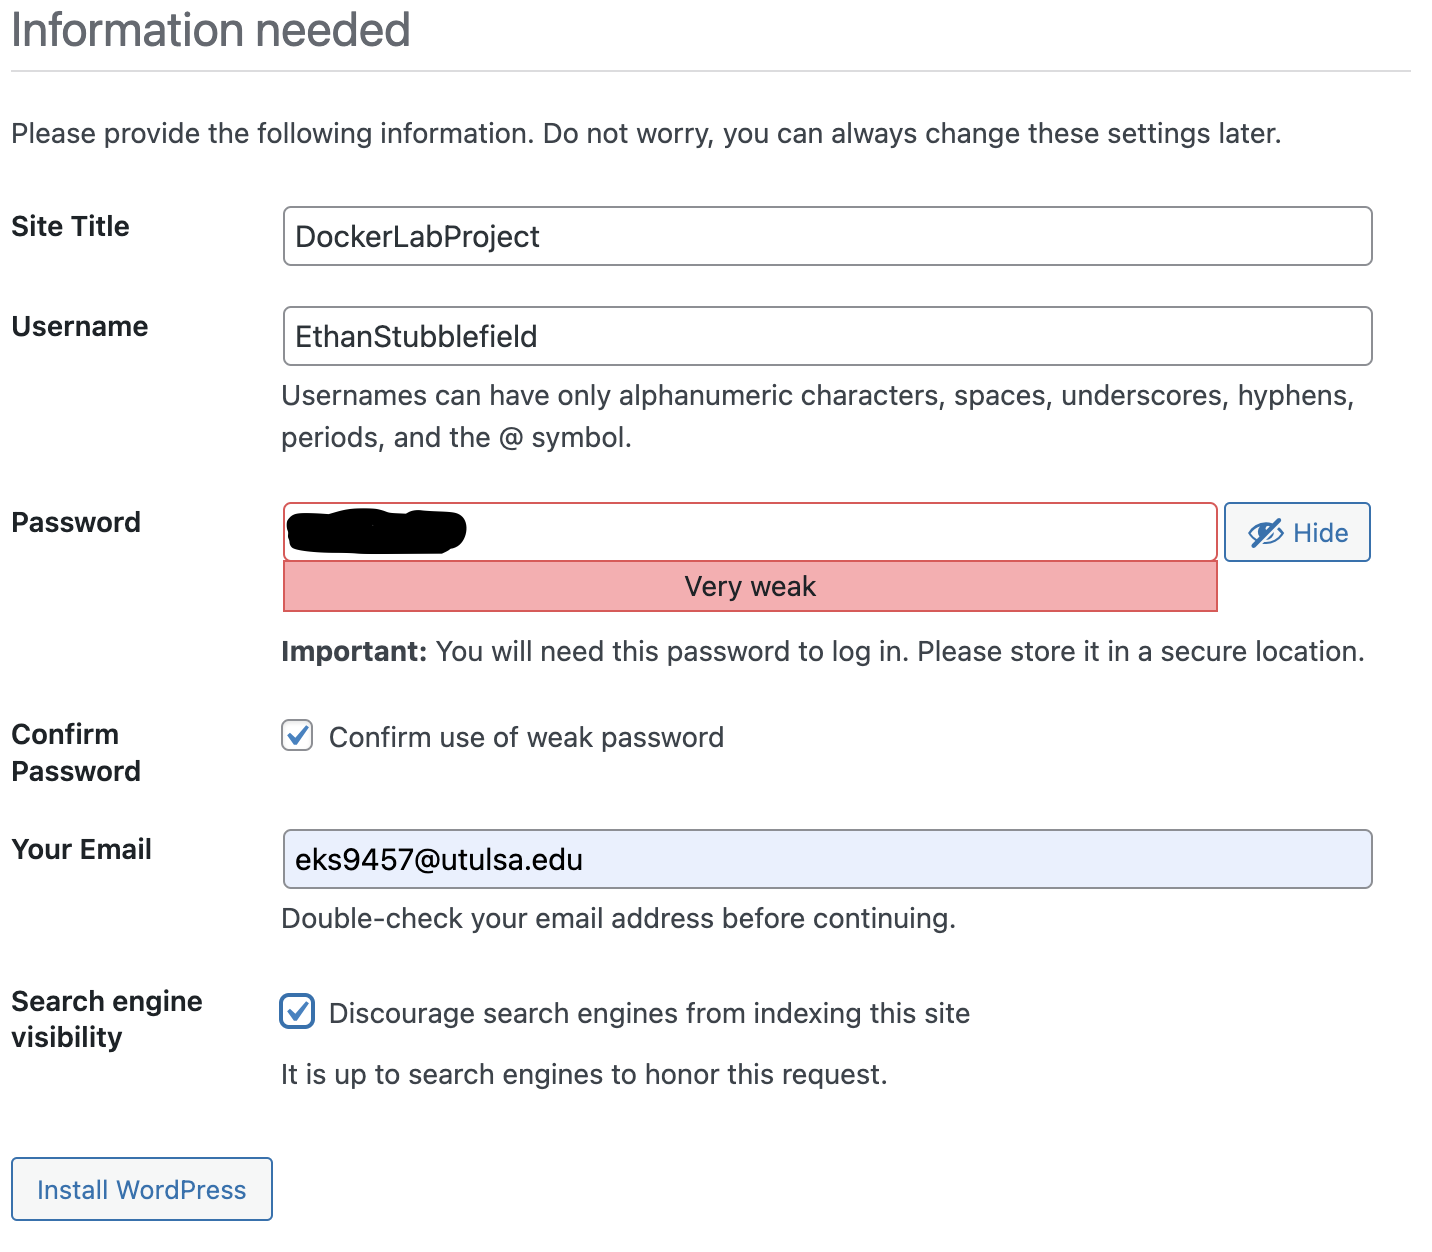 Information needed
Please provide the following information. Do not worry, you can always change these settings later.
Site Title
DockerLabProject
Username
EthanStubblefield
Usernames can have only alphanumeric characters, spaces, underscores, hyphens,
periods, and the @ symbol.
Password
Hide
Very weak
Important: You will need this password to log in. Please store it in a secure location.
Confirm
Password
Confirm use of weak password
Your Email
eks9457@utulsa.edu
Double-check your email address before continuing.
Search engine
visibility
Discourage search engines from indexing this site
It is up to search engines to honor this request.
Install WordPress